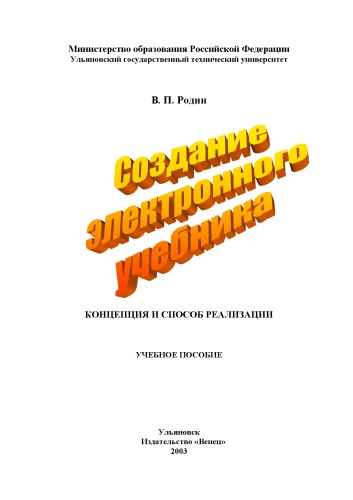 Министерство образования Российской Федерации
Ульяновский государственный технический университет
В. П. Родин
Создание
электронного
учебника
КОНЦЕПЦИЯ И СПОСОБ РЕАЛИЗАЦИИ
УЧЕБНОЕ ПОСОБИЕ
Ульяновск
Издательство «Венец»
2003